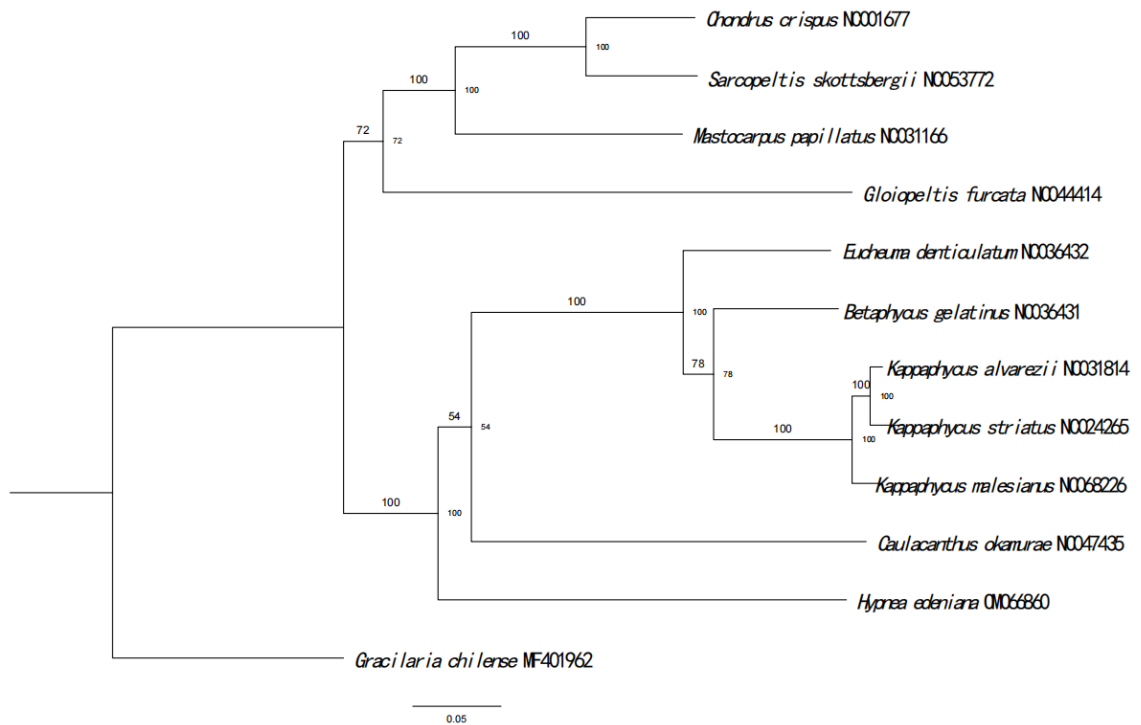 Chondrus crispus NC001677
100
100
Sarcopeltis skottsbergii NC053772
100
100
72
Mastocarpus papillatus NC031166
72
Gloiopeltis furcata NC044414
Eucheuma denticulatum NC036432
100
100
Betaphycus gelatinus NC036431
78
Kappaphycus alvarezii NC031814
78
100
100
54
54
Kappaphycus striatus NC024265
100
100
Kappaphycus malesianus NC068226
100
100
Caulacanthus okamurae NC047435
Hypnea edeniana OM066860
Gracilaria chilense MF401962
0.05